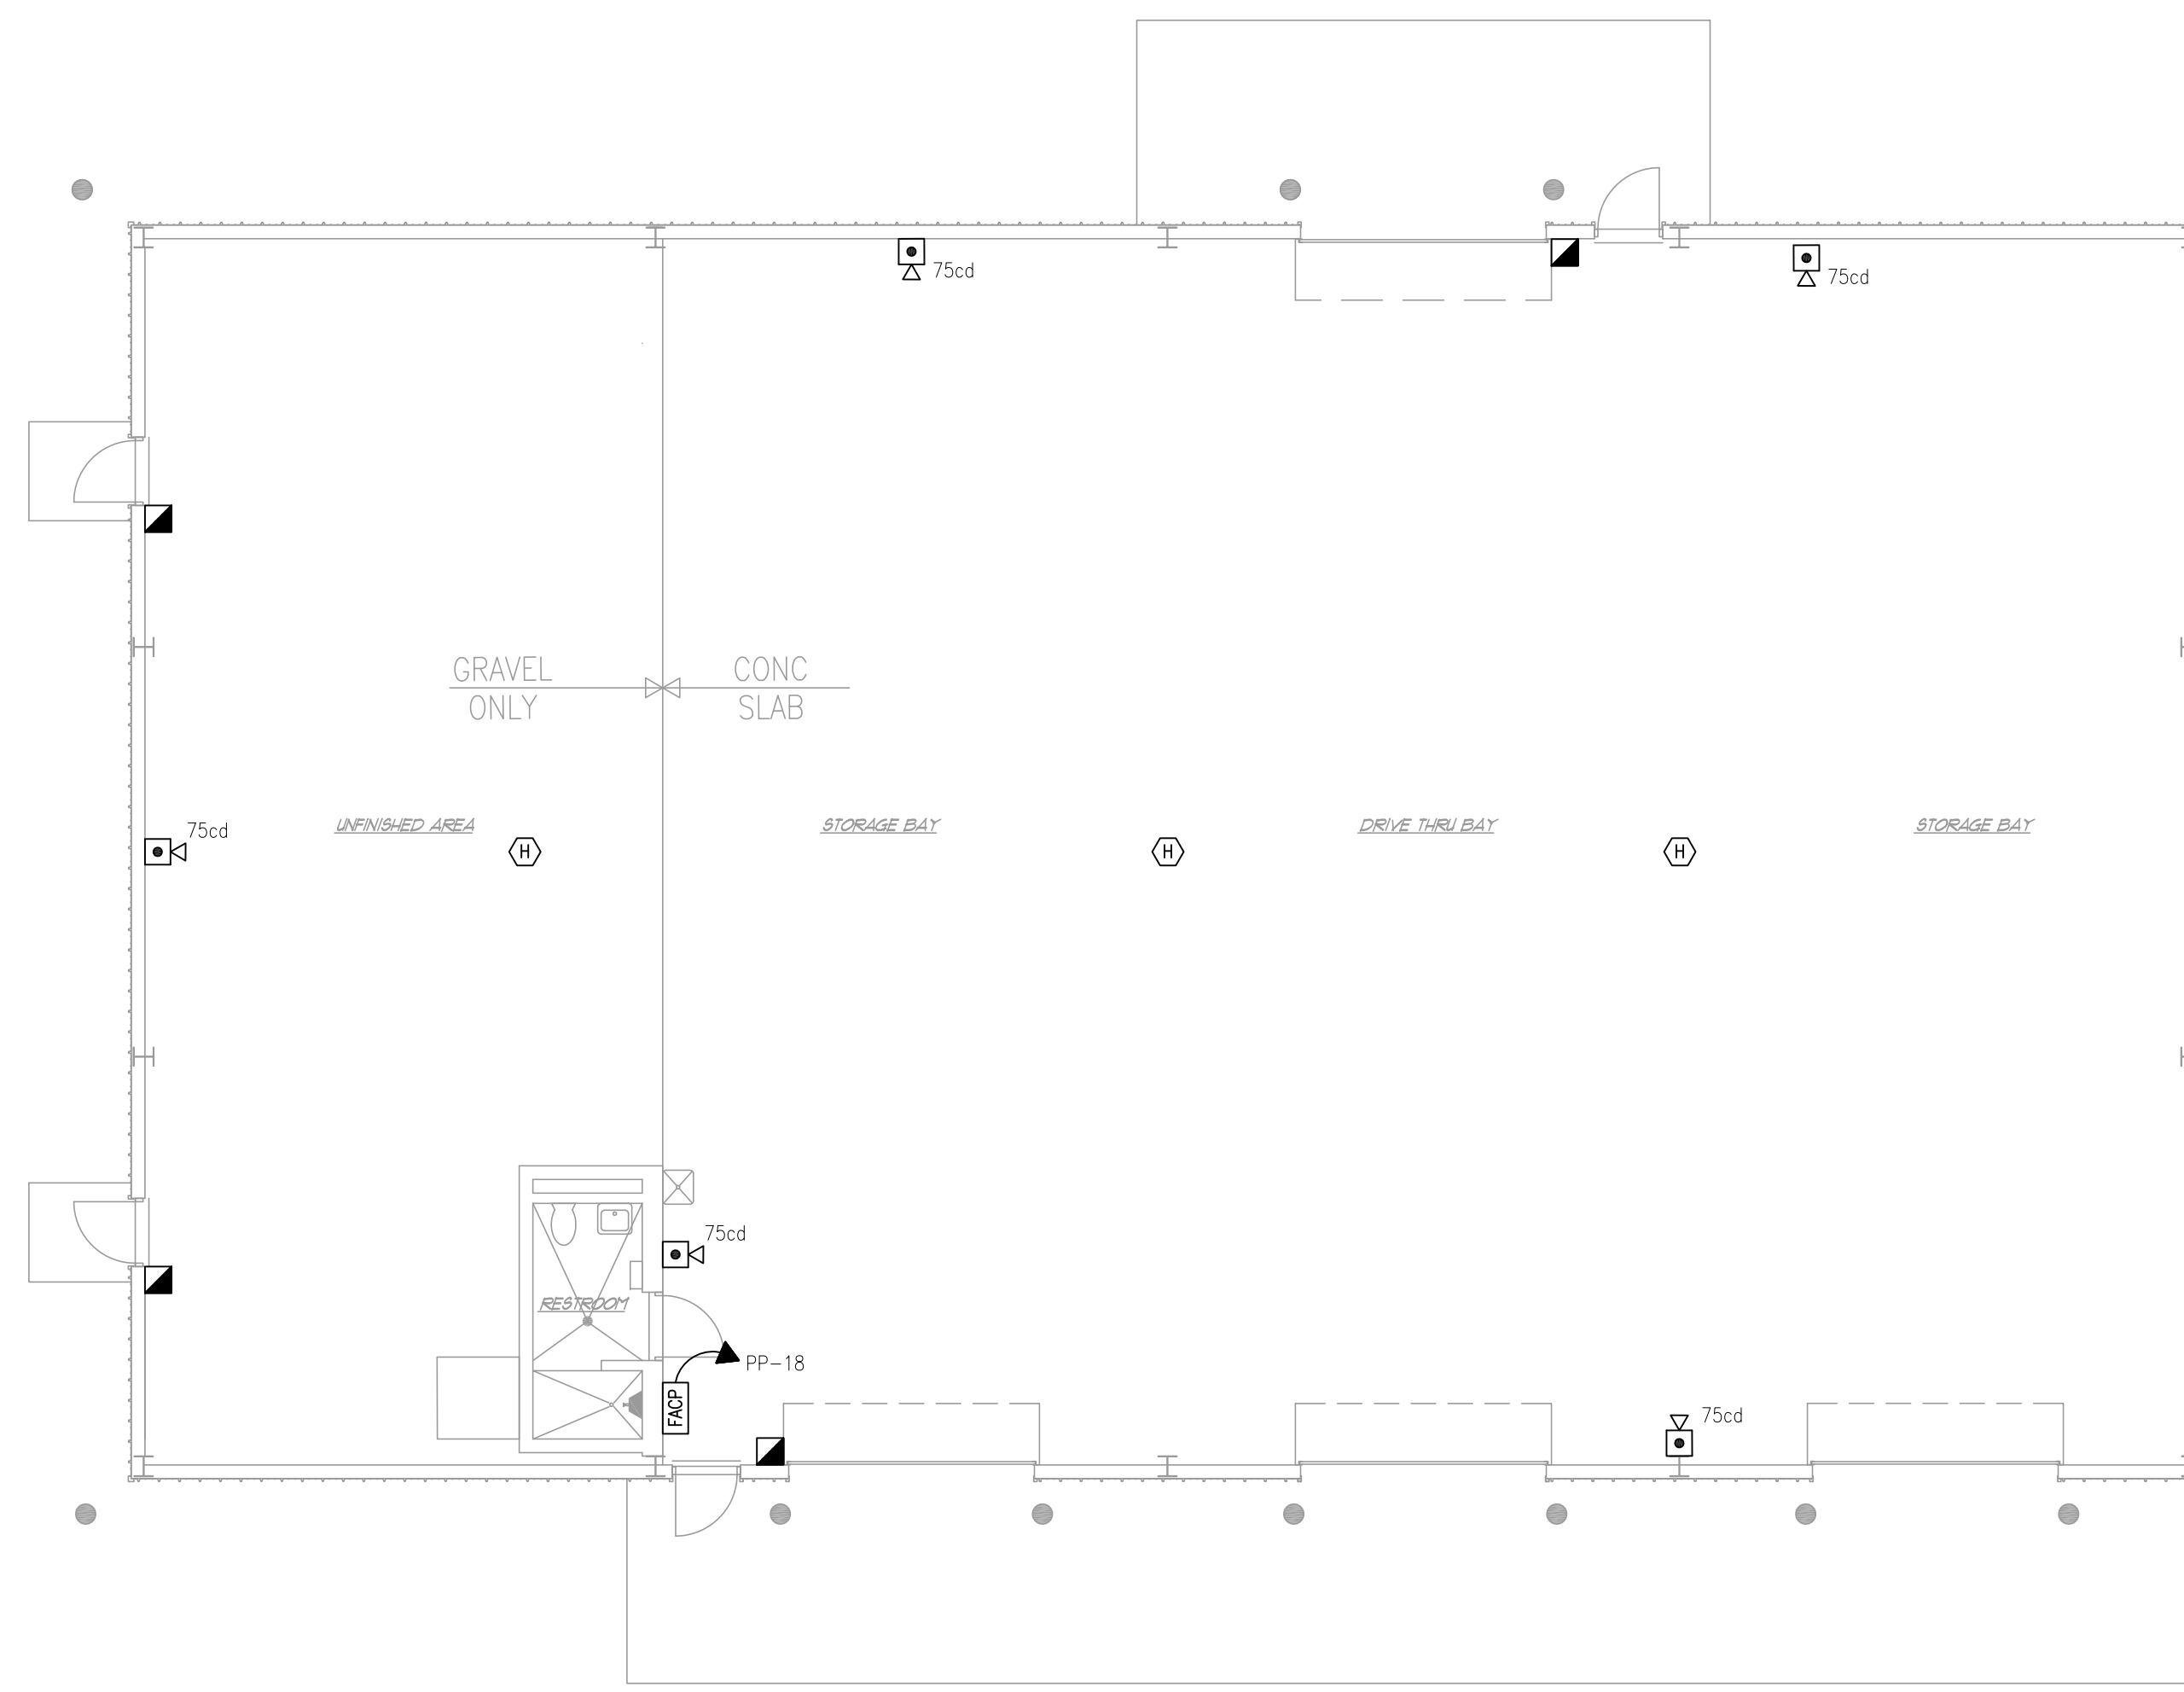 75cd
75cd
GRAVEL
ONLY
CONC
SLAB
75cd
UNFINISHED AREA
STORAGE BAY
DRIVE THRU BAY
STORAGE BAY
H
H
H
75cd
RESTROOM
PP-18
FACP
75cd